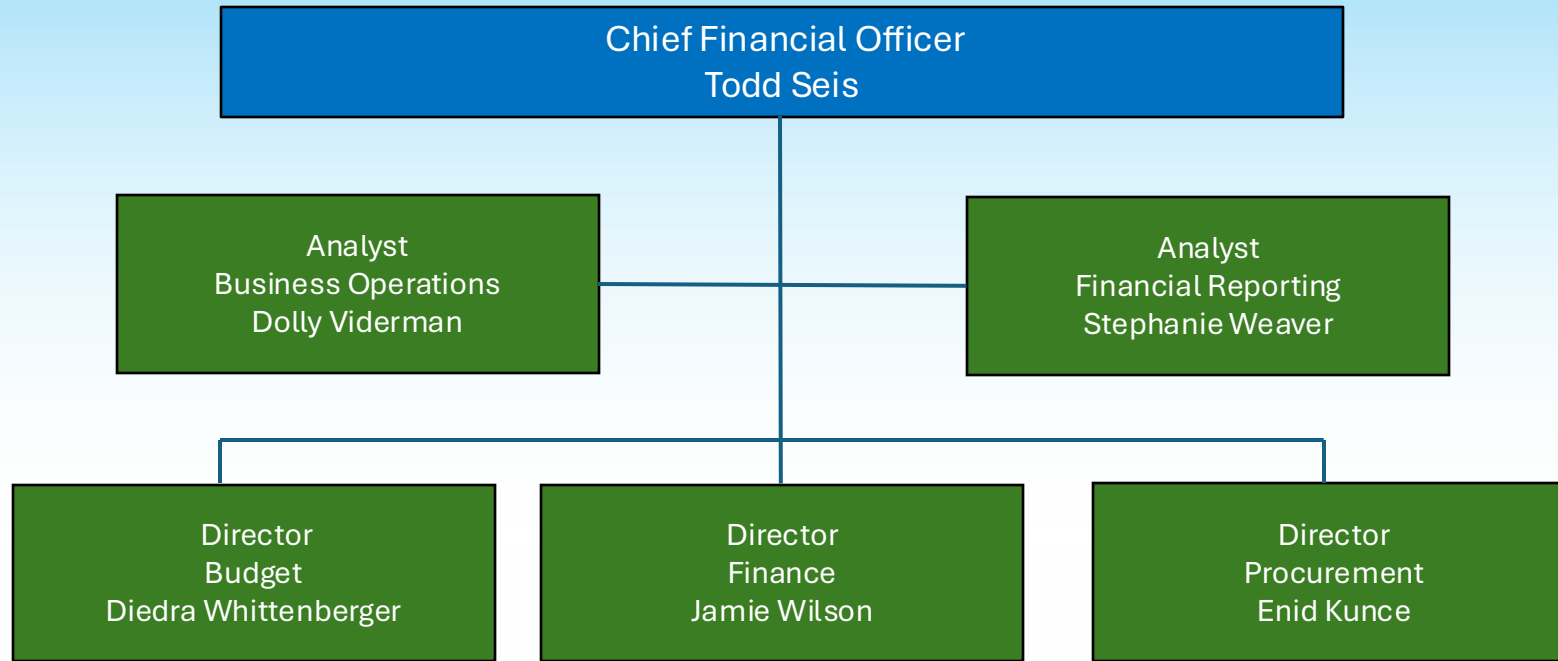 Chief Financial Officer
Todd Seis
Analyst
Business Operations
Dolly Viderman
Analyst
Financial Reporting
Stephanie Weaver
Director
Budget
Diedra Whittenberger
Director
Finance
Jamie Wilson
Director
Procurement
Enid Kunce